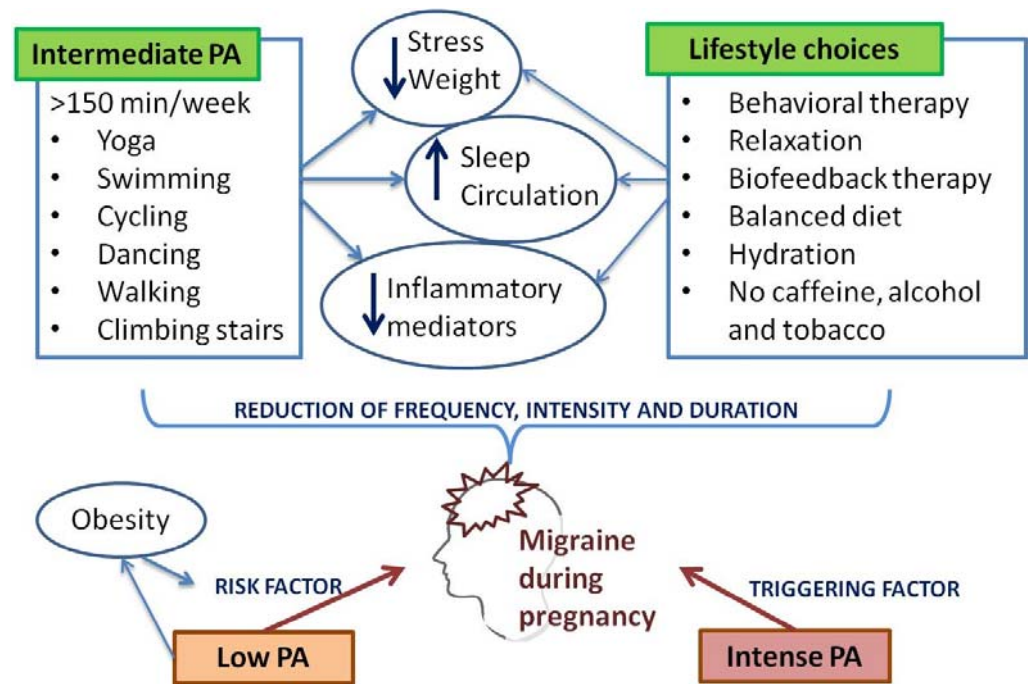 Intermediate PA
>150 min/week
• Yoga
• Swimming
• Cycling
• Dancing
• Walking
• Climbing stairs
Stress
Weight
Sleep
Circulation
Inflammatory
mediators
Lifestyle choices
• Behavioral therapy
• Relaxation
• Biofeedback therapy
• Balanced diet
• Hydration
• No caffeine, alcohol
and tobacco
REDUCTION OF FREQUENCY, INTENSITY AND DURATION
Obesity
RISK FACTOR
Low PA
Migraine
during
pregnancy
TRIGGERING FACTOR
Intense PA